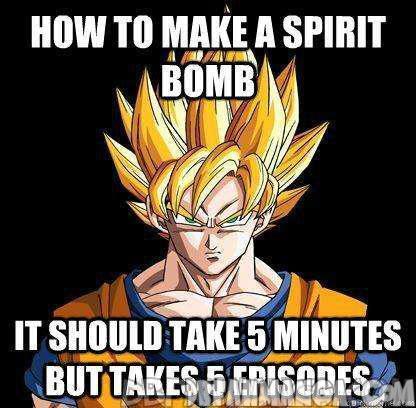 HOW TO MAKE A SPIRIT
BOMB
IT SHOULD TAKE 5 MINUTES
BUT TAKES 5 EPISODES